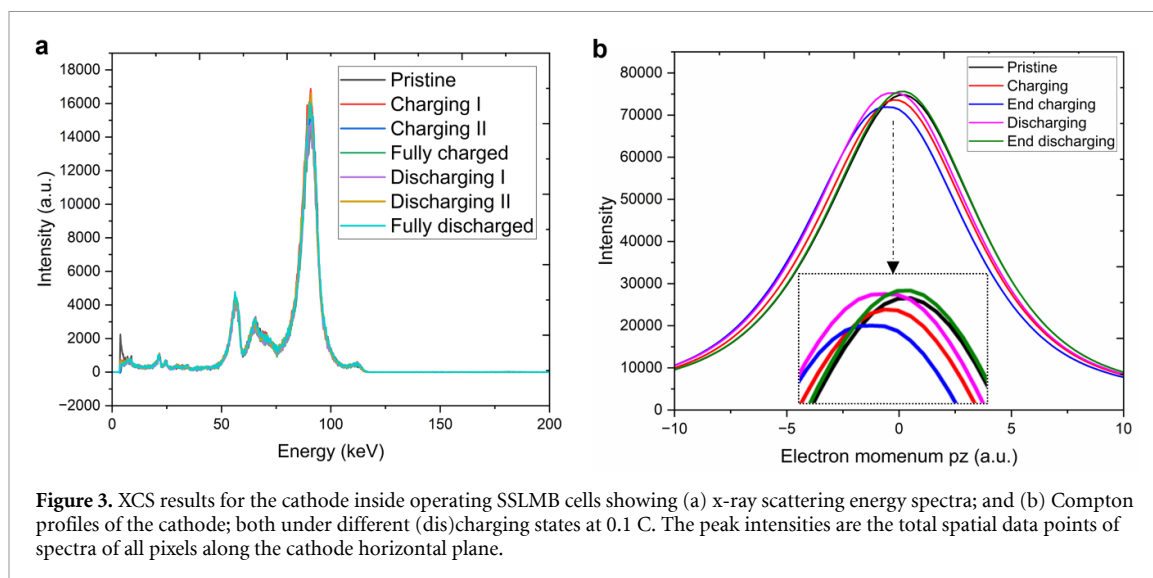 a
18000
16000
14000
12000
10000
8000
6000
4000
2000
0
−2000
Intensity (a.u.)
0 50 100 150 200
Energy (keV)
Pristine
Charging I
Charging II
Fully charged
Discharging I
Discharging II
Fully discharged
b
80000
70000
60000
50000
40000
30000
20000
10000
0
Intensity
−10 −5 0 5 10
Electron momenum pz (a.u.)
Pristine
Charging
End charging
Discharging
End discharging
Figure 3. XCS results for the cathode inside operating SSLMB cells showing (a) x-ray scattering energy spectra; and (b) Compton
profiles of the cathode; both under different (dis)charging states at 0.1 C. The peak intensities are the total spatial data points of
spectra of all pixels along the cathode horizontal plane.